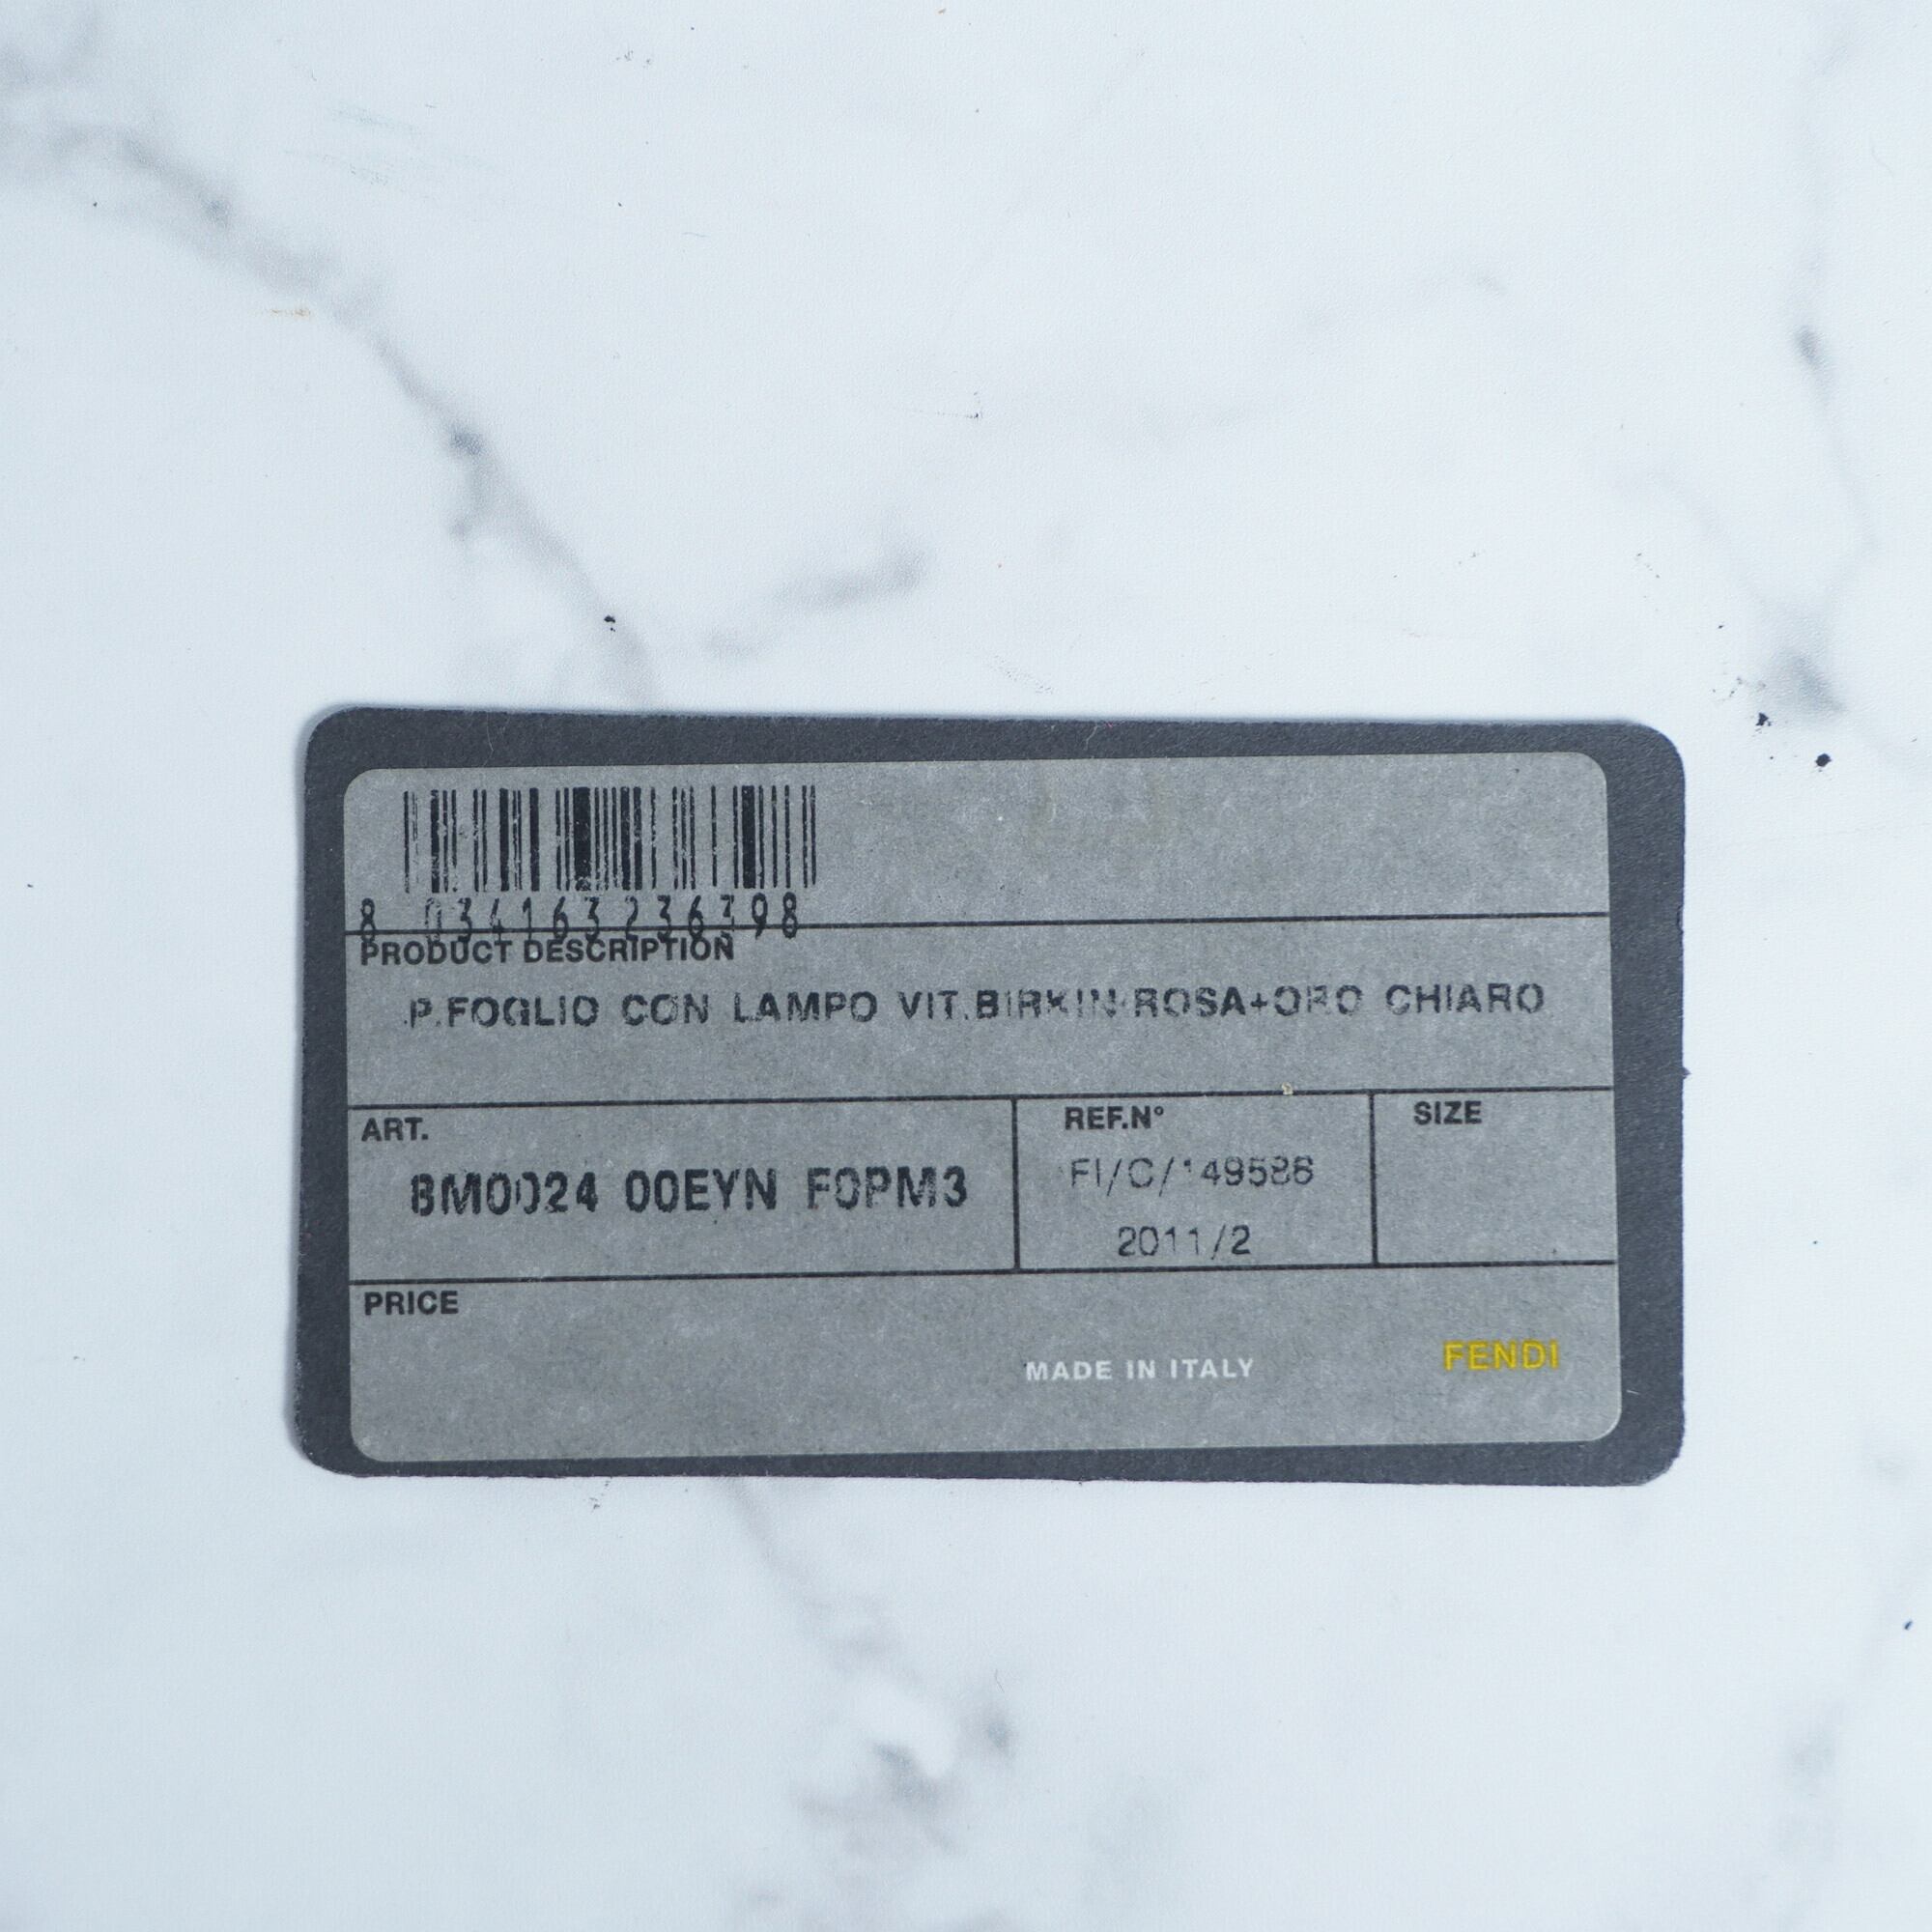 8 034163236398
PRODUCT DESCRIPTION
P.FOGLIO CON LAMPO VIT.BIRKIN ROSA+ORO CHIARO
ART.
8M0024 00EYN F0PM3
REF.N°
FI/C/149586
2011/2
SIZE
PRICE
MADE IN ITALY
FENDI